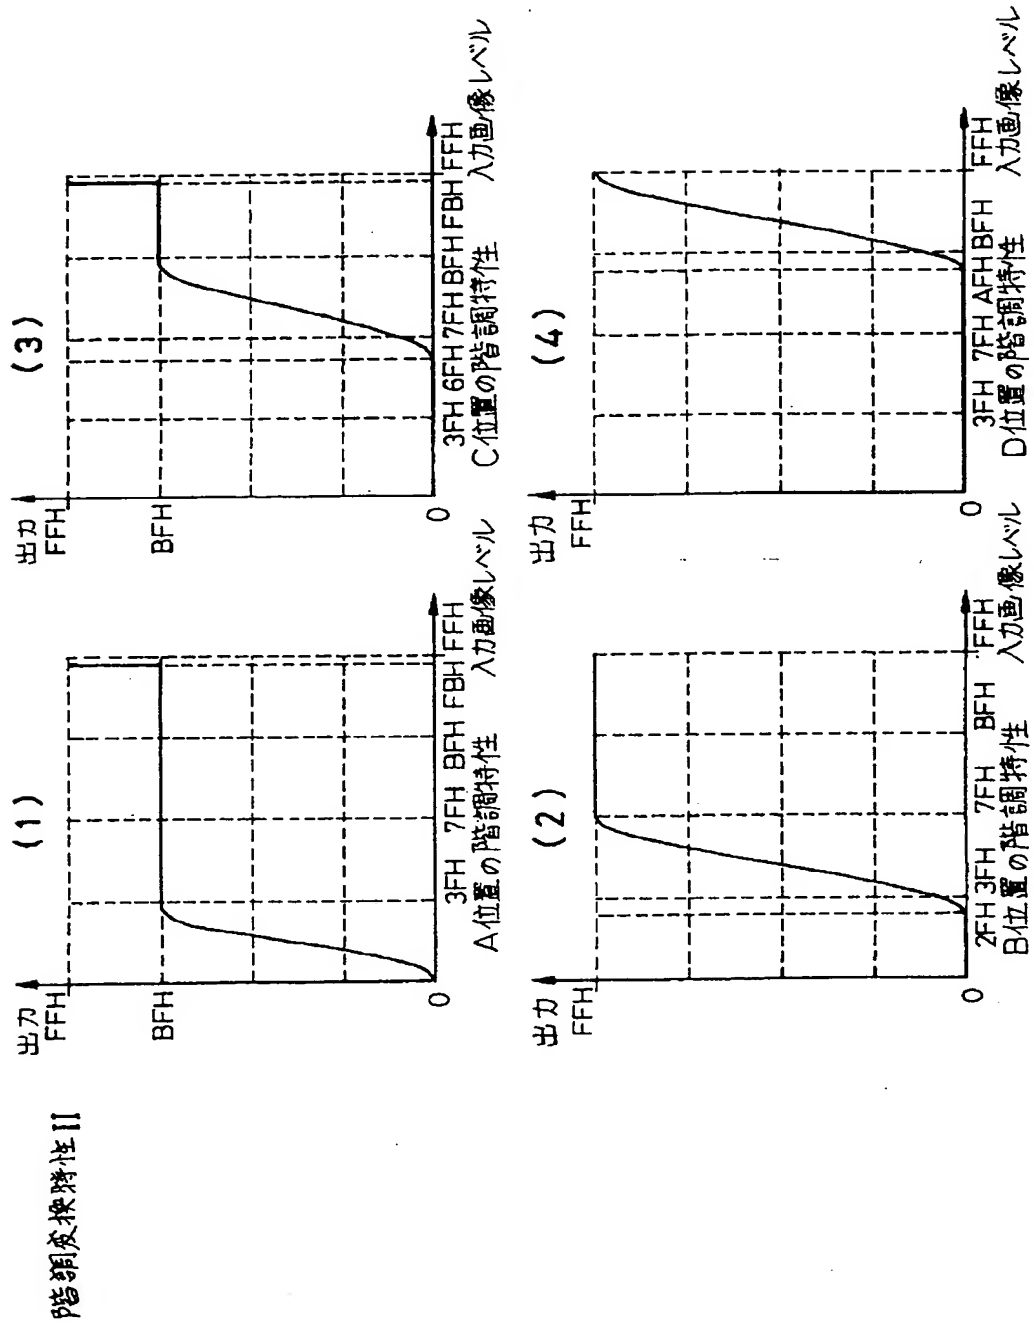 階調変換特性II
(1)
出力
FFH
BFH
0
3FH 7FH BFH FBH FFH
入力画像レベル
A位置の階調特性
(2)
出力
FFH
0
2FH 3FH 7FH BFH FFH
入力画像レベル
B位置の階調特性
(3)
出力
FFH
BFH
0
3FH 6FH 7FH BFH FBH FFH
入力画像レベル
C位置の階調特性
(4)
出力
FFH
0
3FH 7FH AFH BFH FFH
入力画像レベル
D位置の階調特性